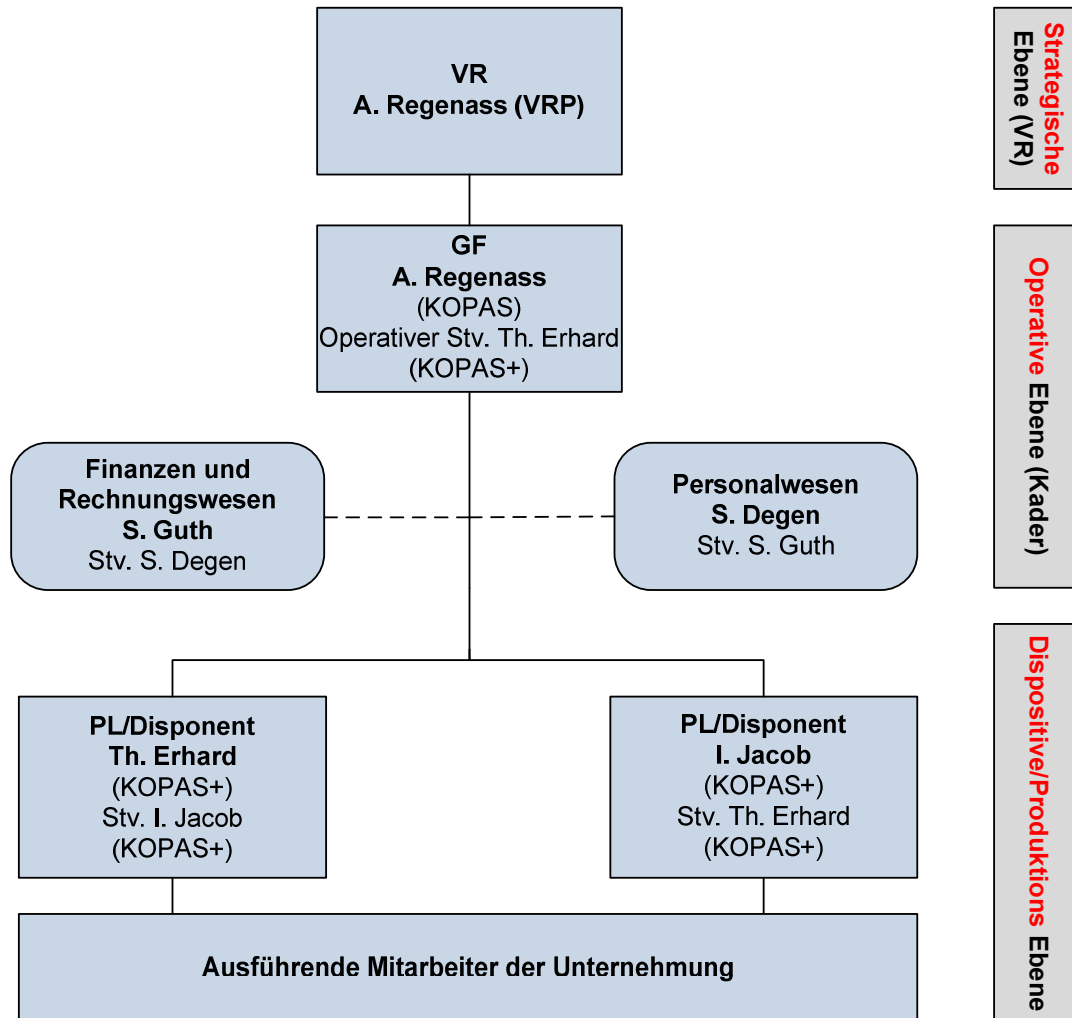 VR
A. Regenass (VRP)
Strategische
Ebene (VR)
GF
A. Regenass
(KOPAS)
Operativer Stv. Th. Erhard
(KOPAS+)
Operative Ebene (Kader)
Finanzen und
Rechnungswesen
S. Guth
Stv. S. Degen
Personalwesen
S. Degen
Stv. S. Guth
PL/Disponent
Th. Erhard
(KOPAS+)
Stv. I. Jacob
(KOPAS+)
PL/Disponent
I. Jacob
(KOPAS+)
Stv. Th. Erhard
(KOPAS+)
Dispositive/Produktions Ebene
Ausführende Mitarbeiter der Unternehmung